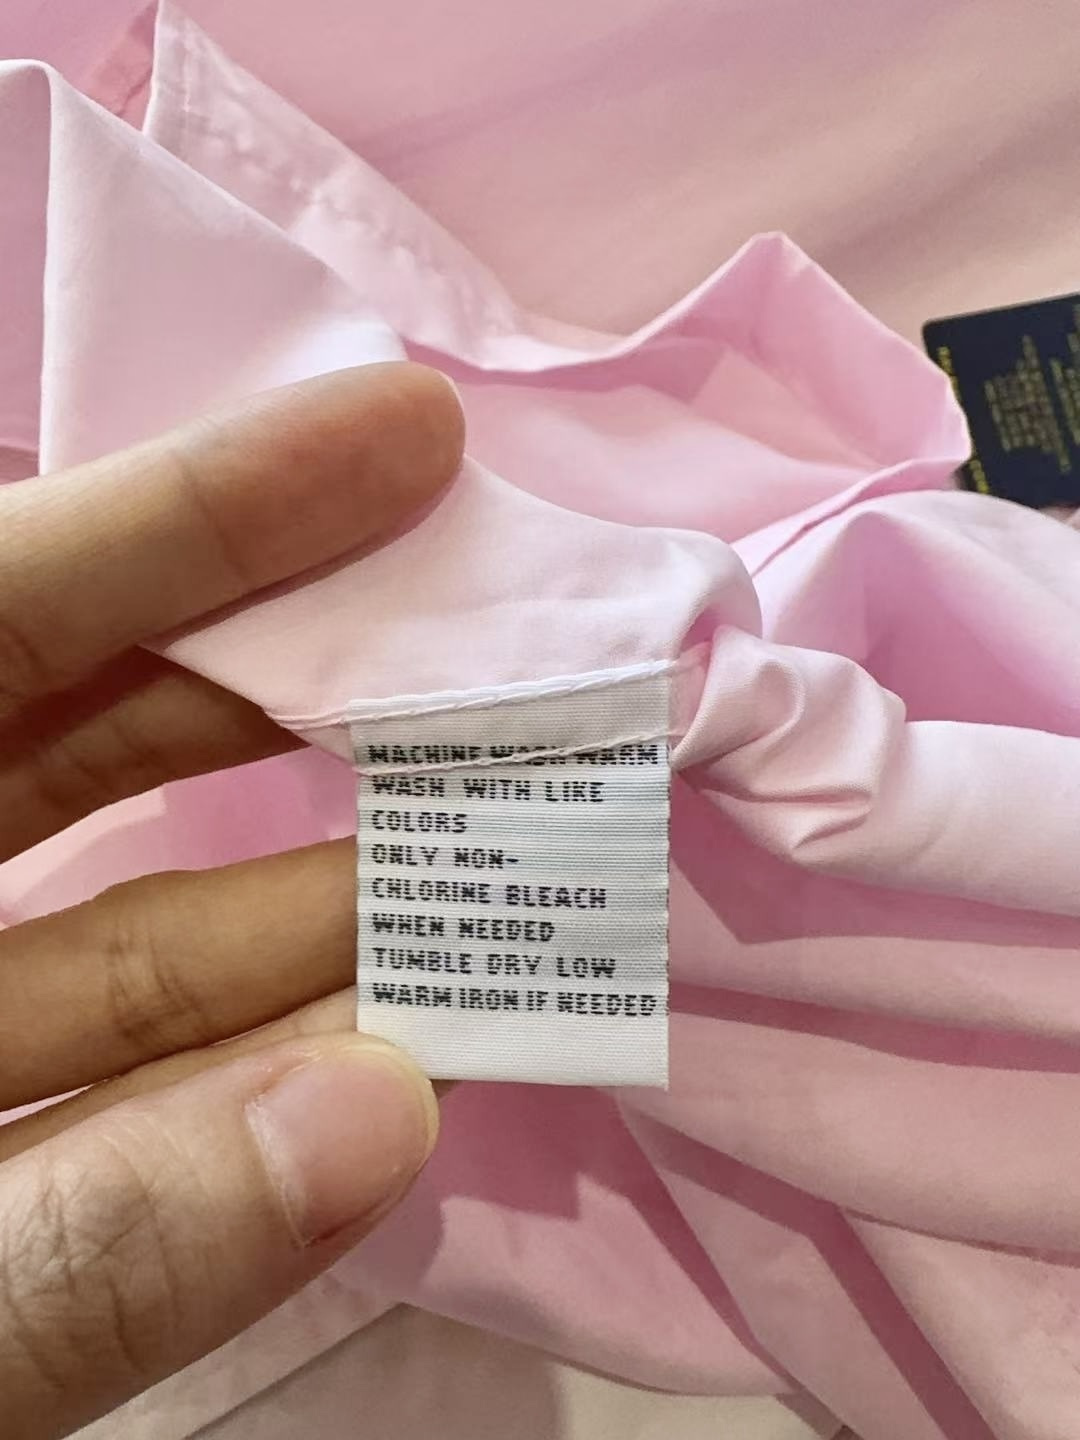 MACHINE WASH WARM
WASH WITH LIKE
COLORS
ONLY NON-
CHLORINE BLEACH
WHEN NEEDED
TUMBLE DRY LOW
WARM IRON IF NEEDED